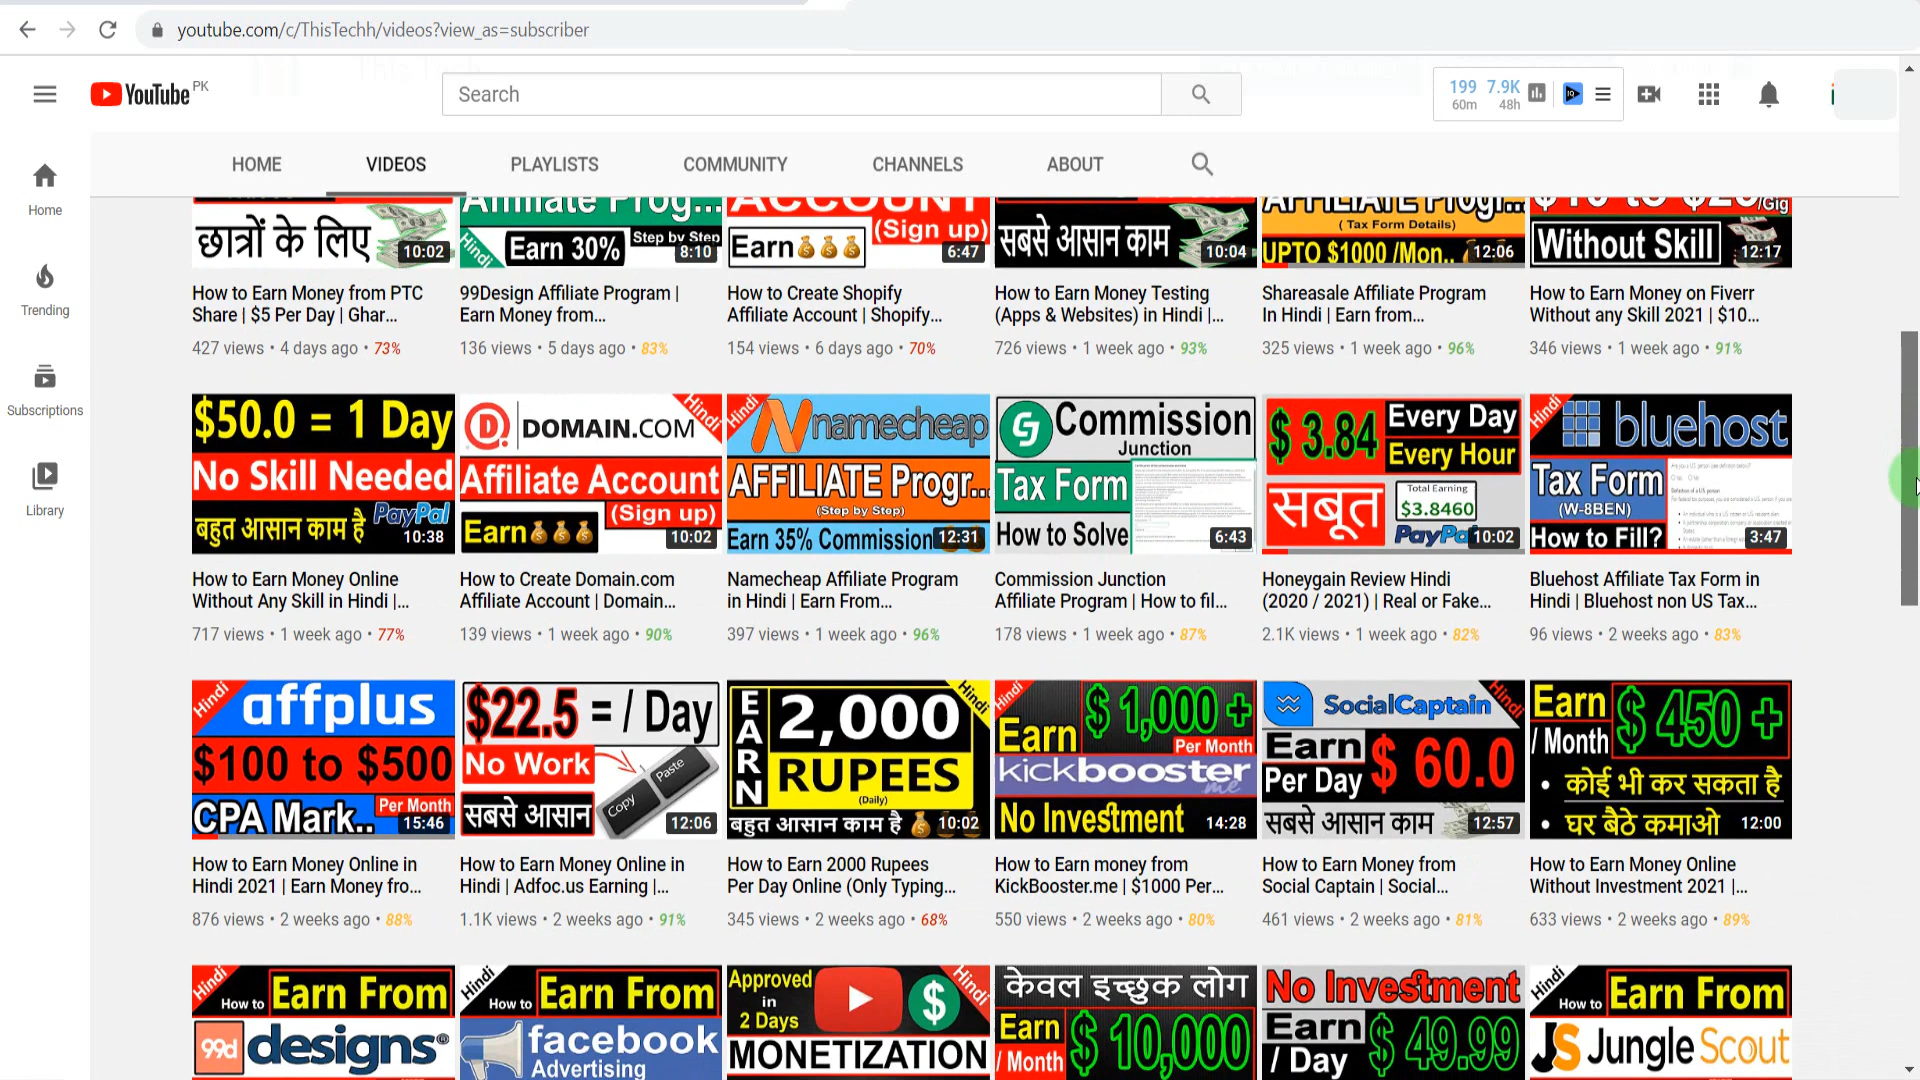 youtube.com/c/ThisTechh/videos?view_as=subscriber
YouTube PK
Search
199 7.9K
60m 48h
HOME VIDEOS PLAYLISTS COMMUNITY CHANNELS ABOUT
Home
Trending
Subscriptions
Library
छात्रों के लिए
10:02
Affiliate Prog...
Hindi
Earn 30%
Step by Step
8:10
ACCOUNT
(Sign up)
Earn
6:47
सबसे आसान काम
10:04
AFFILIATE Progr...
( Tax Form Details)
UPTO $1000 /Mon..
12:06
/Gig
Without Skill
12:17
How to Earn Money from PTC
Share | $5 Per Day | Ghar...
427 views • 4 days ago • 73%
99Design Affiliate Program |
Earn Money from...
136 views • 5 days ago • 83%
How to Create Shopify
Affiliate Account | Shopify...
154 views • 6 days ago • 70%
How to Earn Money Testing
(Apps & Websites) in Hindi |...
726 views • 1 week ago • 93%
Shareasale Affiliate Program
In Hindi | Earn from...
325 views • 1 week ago • 96%
How to Earn Money on Fiverr
Without any Skill 2021 | $10...
346 views • 1 week ago • 91%
$50.0 = 1 Day
No Skill Needed
बहुत आसान काम है PayPal
10:38
D. DOMAIN.COM
Hindi
Affiliate Account
(Sign up)
Earn
10:02
Hindi
namecheap
AFFILIATE Progr...
(Step by Step)
Earn 35% Commission
12:31
Commission
Junction
Tax Form
How to Solve
6:43
$ 3.84 Every Day
Every Hour
सबूत
Total Earning
$3.8460
PayPal
10:02
Hindi
bluehost
Tax Form
(W-8BEN)
How to Fill?
3:47
How to Earn Money Online
Without Any Skill in Hindi |...
717 views • 1 week ago • 77%
How to Create Domain.com
Affiliate Account | Domain...
139 views • 1 week ago • 90%
Namecheap Affiliate Program
in Hindi | Earn From...
397 views • 1 week ago • 96%
Commission Junction
Affiliate Program | How to fil...
178 views • 1 week ago • 87%
Honeygain Review Hindi
(2020 / 2021) | Real or Fake...
2.1K views • 1 week ago • 82%
Bluehost Affiliate Tax Form in
Hindi | Bluehost non US Tax...
96 views • 2 weeks ago • 83%
Hindi
affplus
$100 to $500
CPA Mark..
Per Month
15:46
$22.5 = / Day
No Work
सबसे आसान
Copy Paste
12:06
EARN
2,000
RUPEES
(Daily)
Hindi
बहुत आसान काम है
10:02
Hindi
Earn $ 1,000 +
Per Month
kickbooster
me
No Investment
14:28
SocialCaptain
Hindi
Earn
Per Day $ 60.0
सबसे आसान काम
12:57
Earn
/ Month $ 450 +
• कोई भी कर सकता है
• घर बैठे कमाओ
12:00
How to Earn Money Online in
Hindi 2021 | Earn Money fro...
876 views • 2 weeks ago • 88%
How to Earn Money Online in
Hindi | Adfoc.us Earning |...
1.1K views • 2 weeks ago • 91%
How to Earn 2000 Rupees
Per Day Online (Only Typing...
345 views • 2 weeks ago • 68%
How to Earn money from
KickBooster.me | $1000 Per...
550 views • 2 weeks ago • 80%
How to Earn Money from
Social Captain | Social...
461 views • 2 weeks ago • 81%
How to Earn Money Online
Without Investment 2021 |...
633 views • 2 weeks ago • 89%
Hindi
How to Earn From
99d designs®
Hindi
How to Earn From
facebook
Advertising
Approved
in
2 Days
$
Hindi
MONETIZATION
केवल इच्छुक लोग
Earn
/ Month $ 10,000
No Investment
Earn
/ Day $ 49.99
Hindi
How to Earn From
JS Jungle Scout